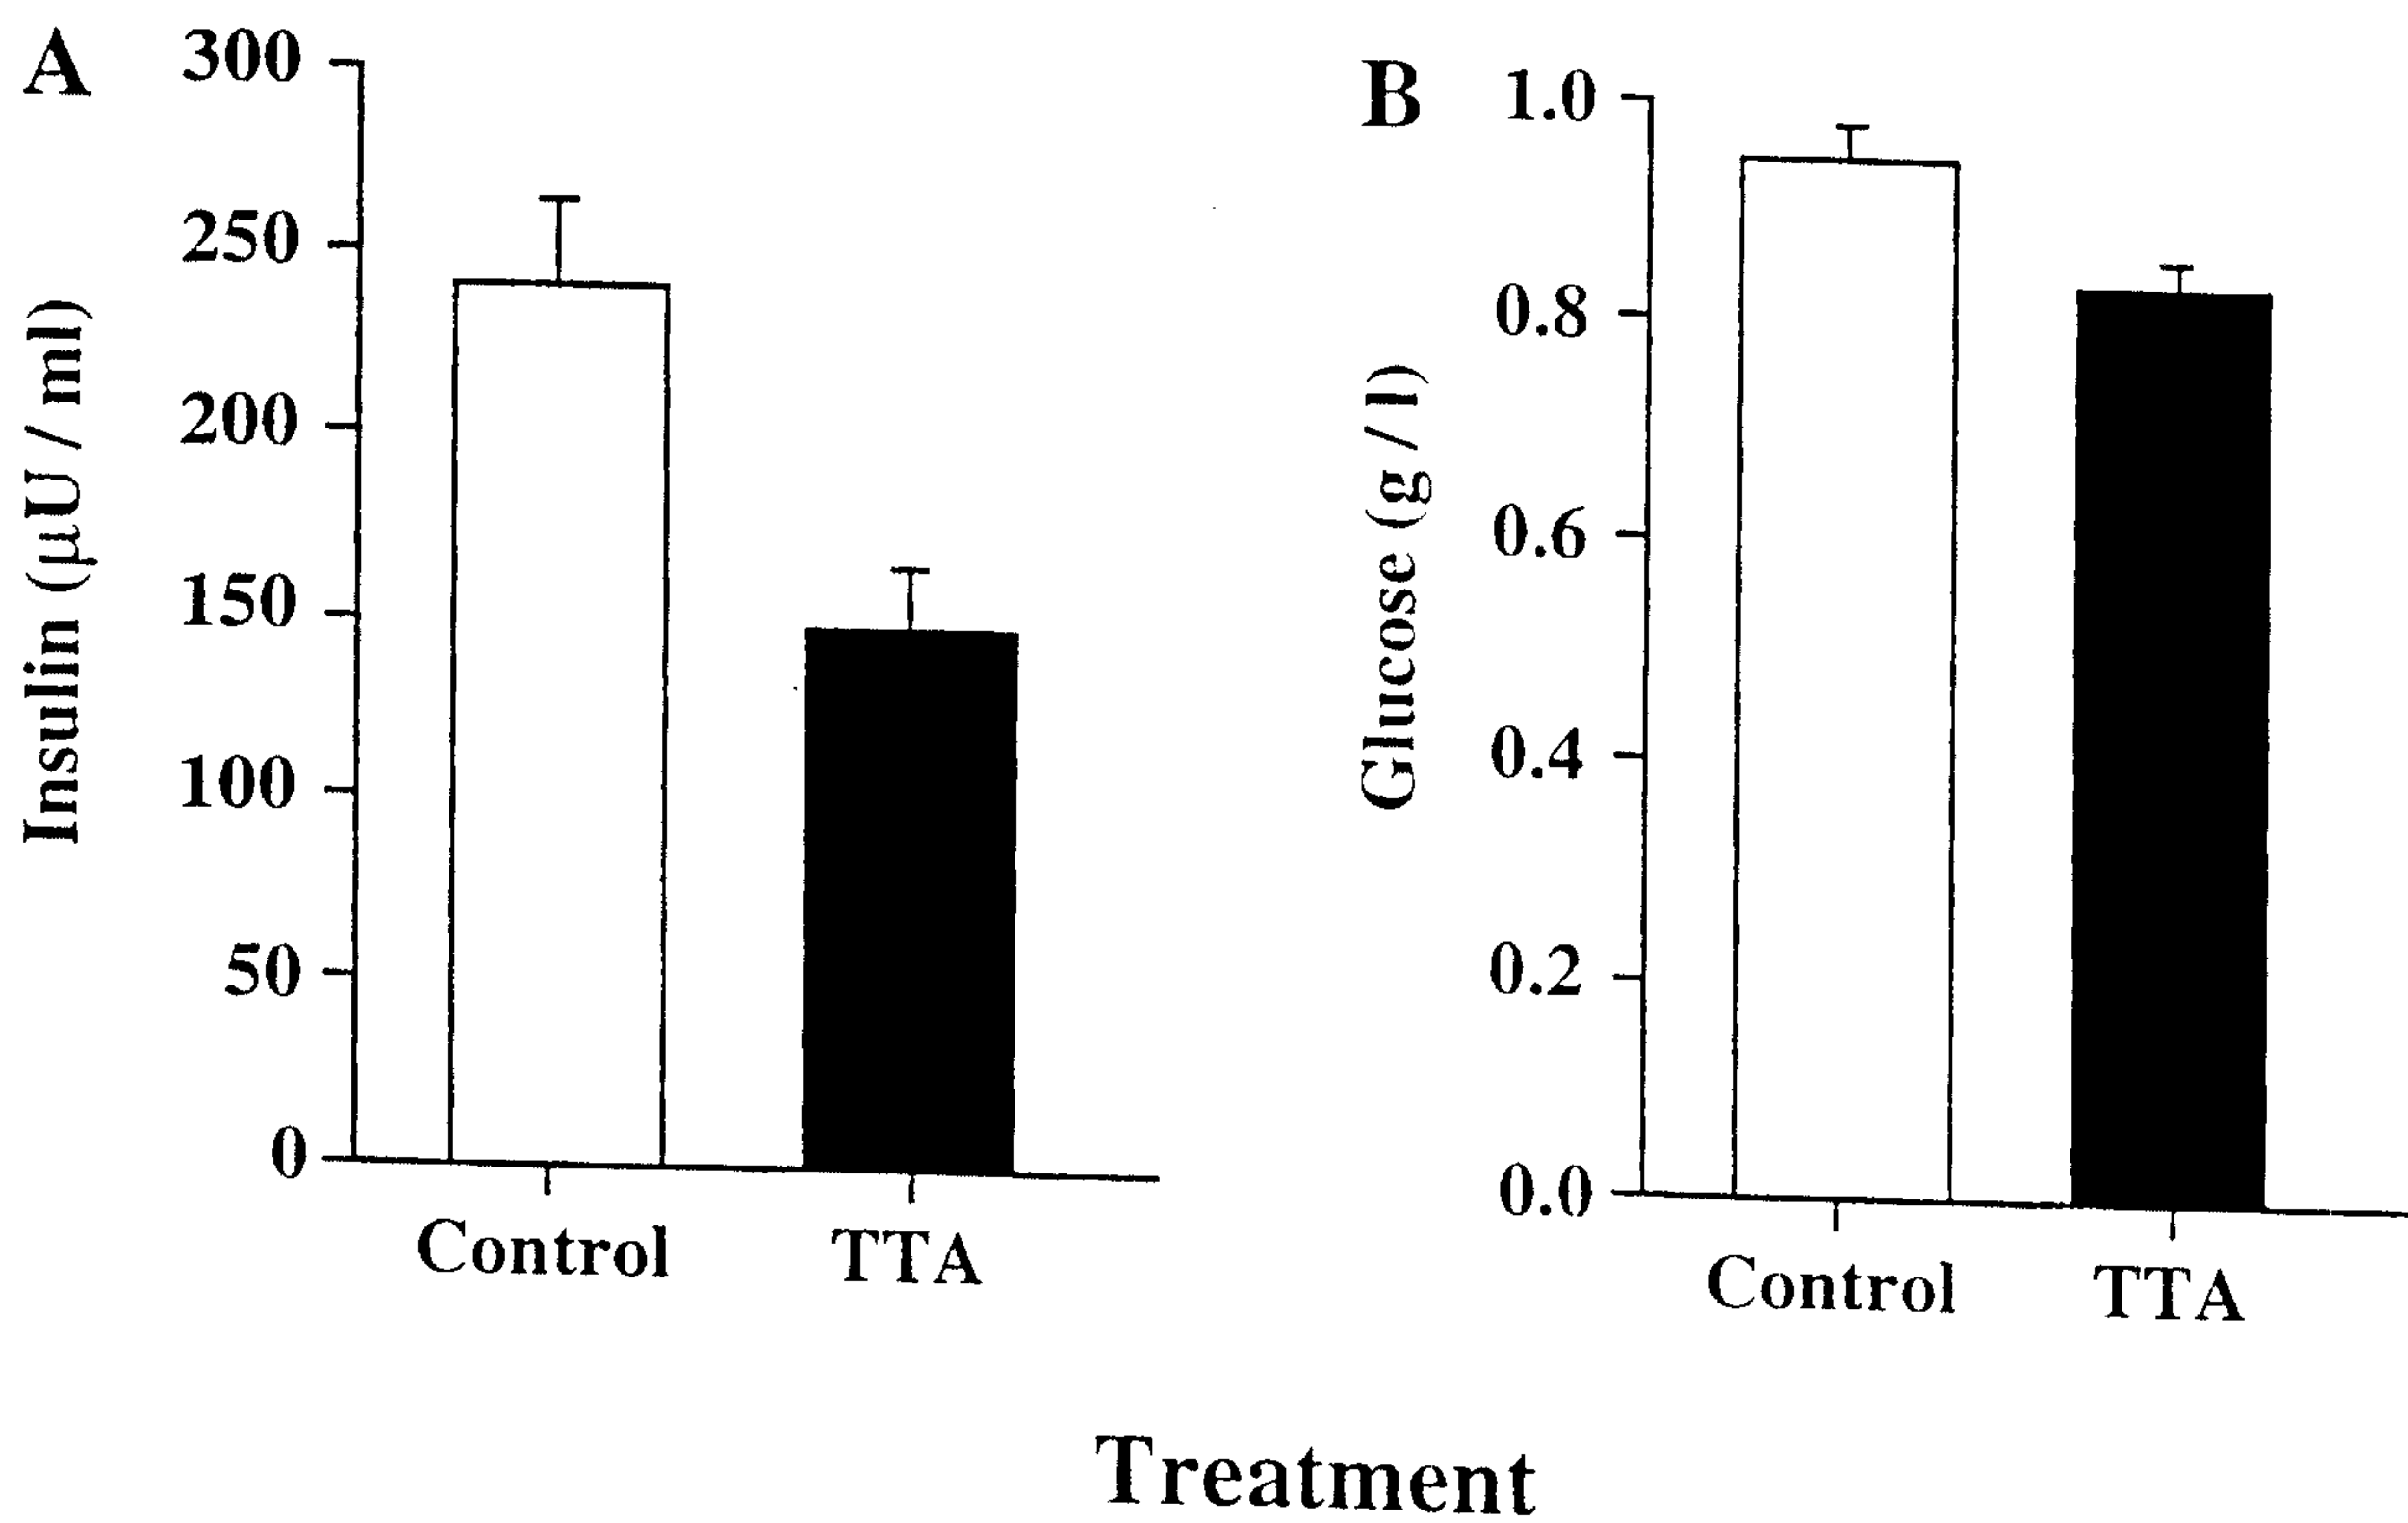 A
300
250
200
150
100
50
0
Insulin (µU / ml)
Control
TTA
B
1.0
0.8
0.6
0.4
0.2
0.0
Glucose (g / l)
Control
TTA
Treatment